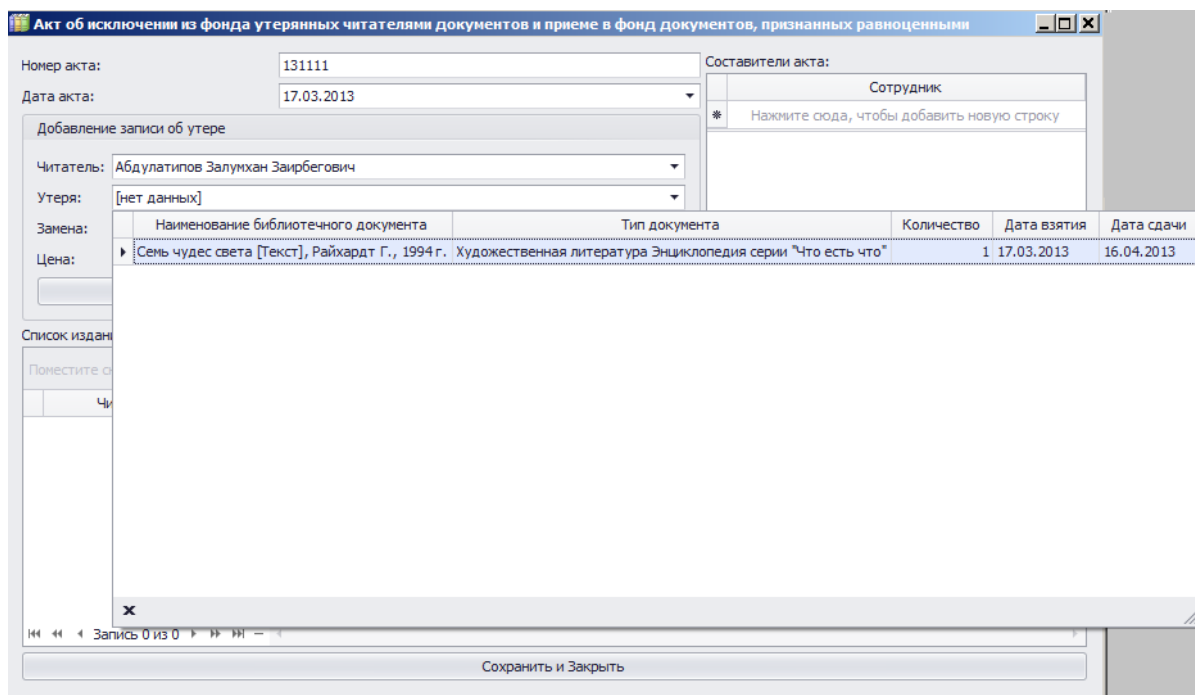 Акт об исключении из фонда утерянных читателями документов и приеме в фонд документов, признанных равноценными
Номер акта: 131111
Дата акта: 17.03.2013
Составители акта:
Сотрудник
Нажмите сюда, чтобы добавить новую строку
Добавление записи об утере
Читатель: Абдулатипов Залумхан Заирбегович
Утеря: [нет данных]
Замена:
Цена:
Наименование библиотечного документа Тип документа Количество Дата взятия Дата сдачи
Семь чудес света [Текст], Райхардт Г., 1994 г. Художественная литература Энциклопедия серии "Что есть что" 1 17.03.2013 16.04.2013
Список
Поместите
Запись 0 из 0
Сохранить и Закрыть